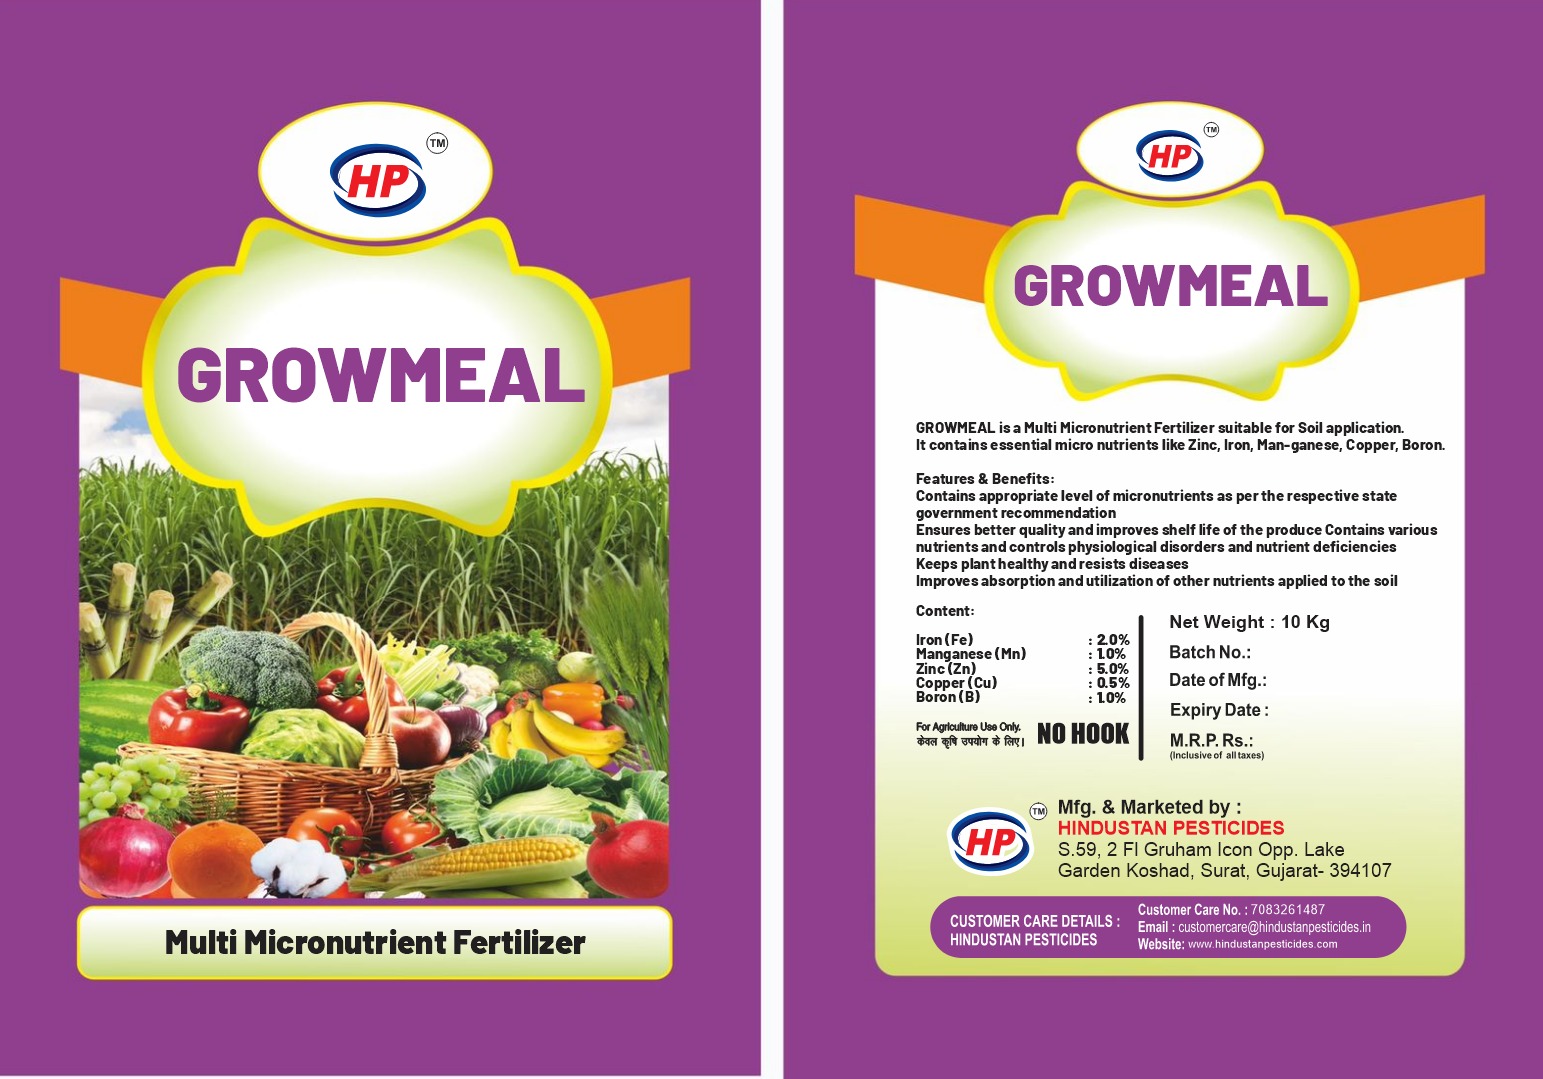 HP
TM
GROWMEAL
Multi Micronutrient Fertilizer
HP
TM
GROWMEAL
GROWMEAL is a Multi Micronutrient Fertilizer suitable for Soil application.
It contains essential micro nutrients like Zinc, Iron, Man-ganese, Copper, Boron.
Features & Benefits:
Contains appropriate level of micronutrients as per the respective state
government recommendation
Ensures better quality and improves shelf life of the produce Contains various
nutrients and controls physiological disorders and nutrient deficiencies
Keeps plant healthy and resists diseases
Improves absorption and utilization of other nutrients applied to the soil
Content:
Iron (Fe) : 2.0%
Manganese (Mn) : 1.0%
Zinc (Zn) : 5.0%
Copper (Cu) : 0.5%
Boron (B) : 1.0%
For Agriculture Use Only.
केवल कृषि उपयोग के लिए।
NO HOOK
Net Weight : 10 Kg
Batch No.:
Date of Mfg.:
Expiry Date :
M.R.P. Rs.:
(Inclusive of all taxes)
HP
TM
Mfg. & Marketed by :
HINDUSTAN PESTICIDES
S.59, 2 Fl Gruham Icon Opp. Lake
Garden Koshad, Surat, Gujarat- 394107
CUSTOMER CARE DETAILS :
HINDUSTAN PESTICIDES
Customer Care No. : 7083261487
Email : customercare@hindustanpesticides.in
Website: www.hindustanpesticides.com